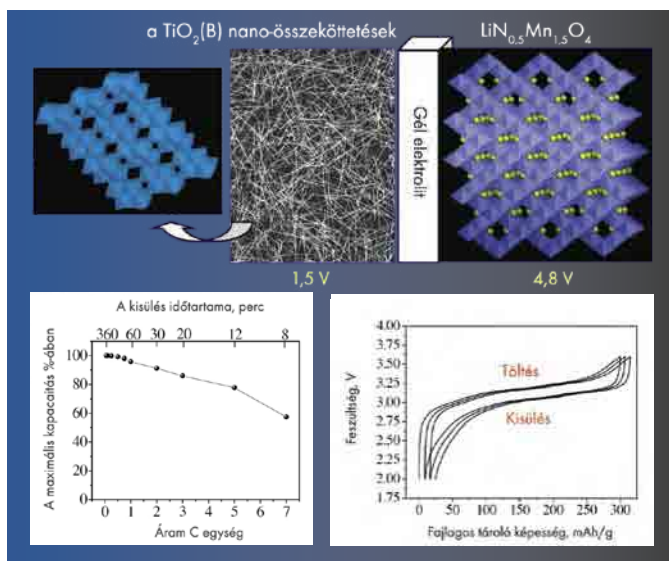 a TiO₂(B) nano-összeköttetések
LiN₀,₅Mn₁,₅O₄
Gél elektrolit
1,5 V
4,8 V
A kisülés időtartama, perc
360 60 30 20 12 8
A maximális kapacitás %-ában
100
80
60
40
20
0
0 1 2 3 4 5 6 7
Áram C egység
Feszültség, V
4.00
3.75
3.50
3.25
3.00
2.75
2.50
2.25
2.00
1.75
Töltés
Kisülés
0 50 100 150 200 250 300
Fajlagos tároló képesség, mAh/g